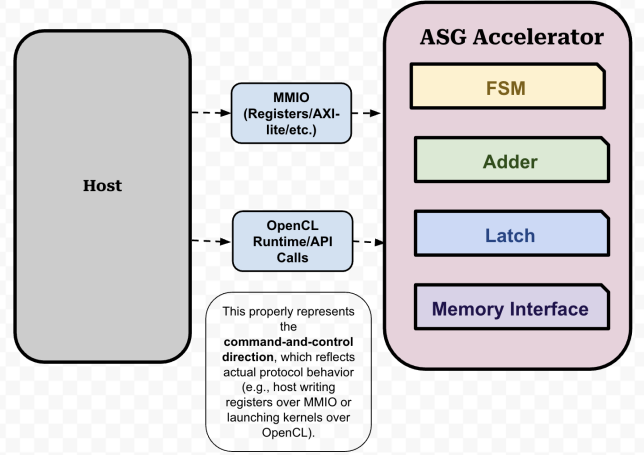 ASG Accelerator
FSM
MMIO
(Registers/AXI-
lite/etc.)
Adder
Host
OpenCL
Runtime/API
Calls
Latch
Memory Interface
This properly represents
the
command-and-control
direction, which reflects
actual protocol behavior
(e.g., host writing
registers over MMIO or
launching kernels over
OpenCL).